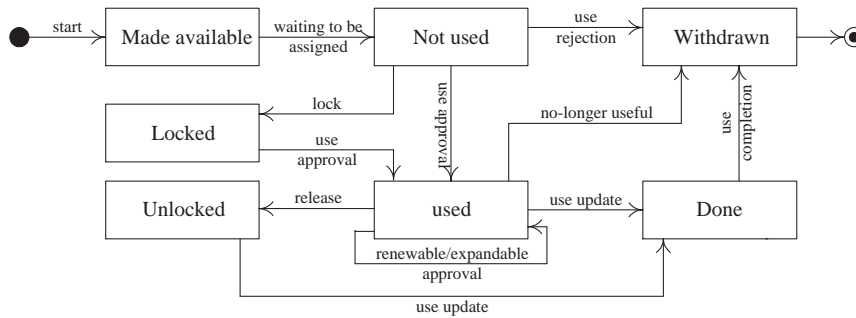 start
Made available
waiting to be
assigned
Not used
use
rejection
Withdrawn
lock
Locked
use
approval
use approval
no-longer useful
use
completion
Unlocked
release
used
use update
Done
renewable/expandable
approval
use update